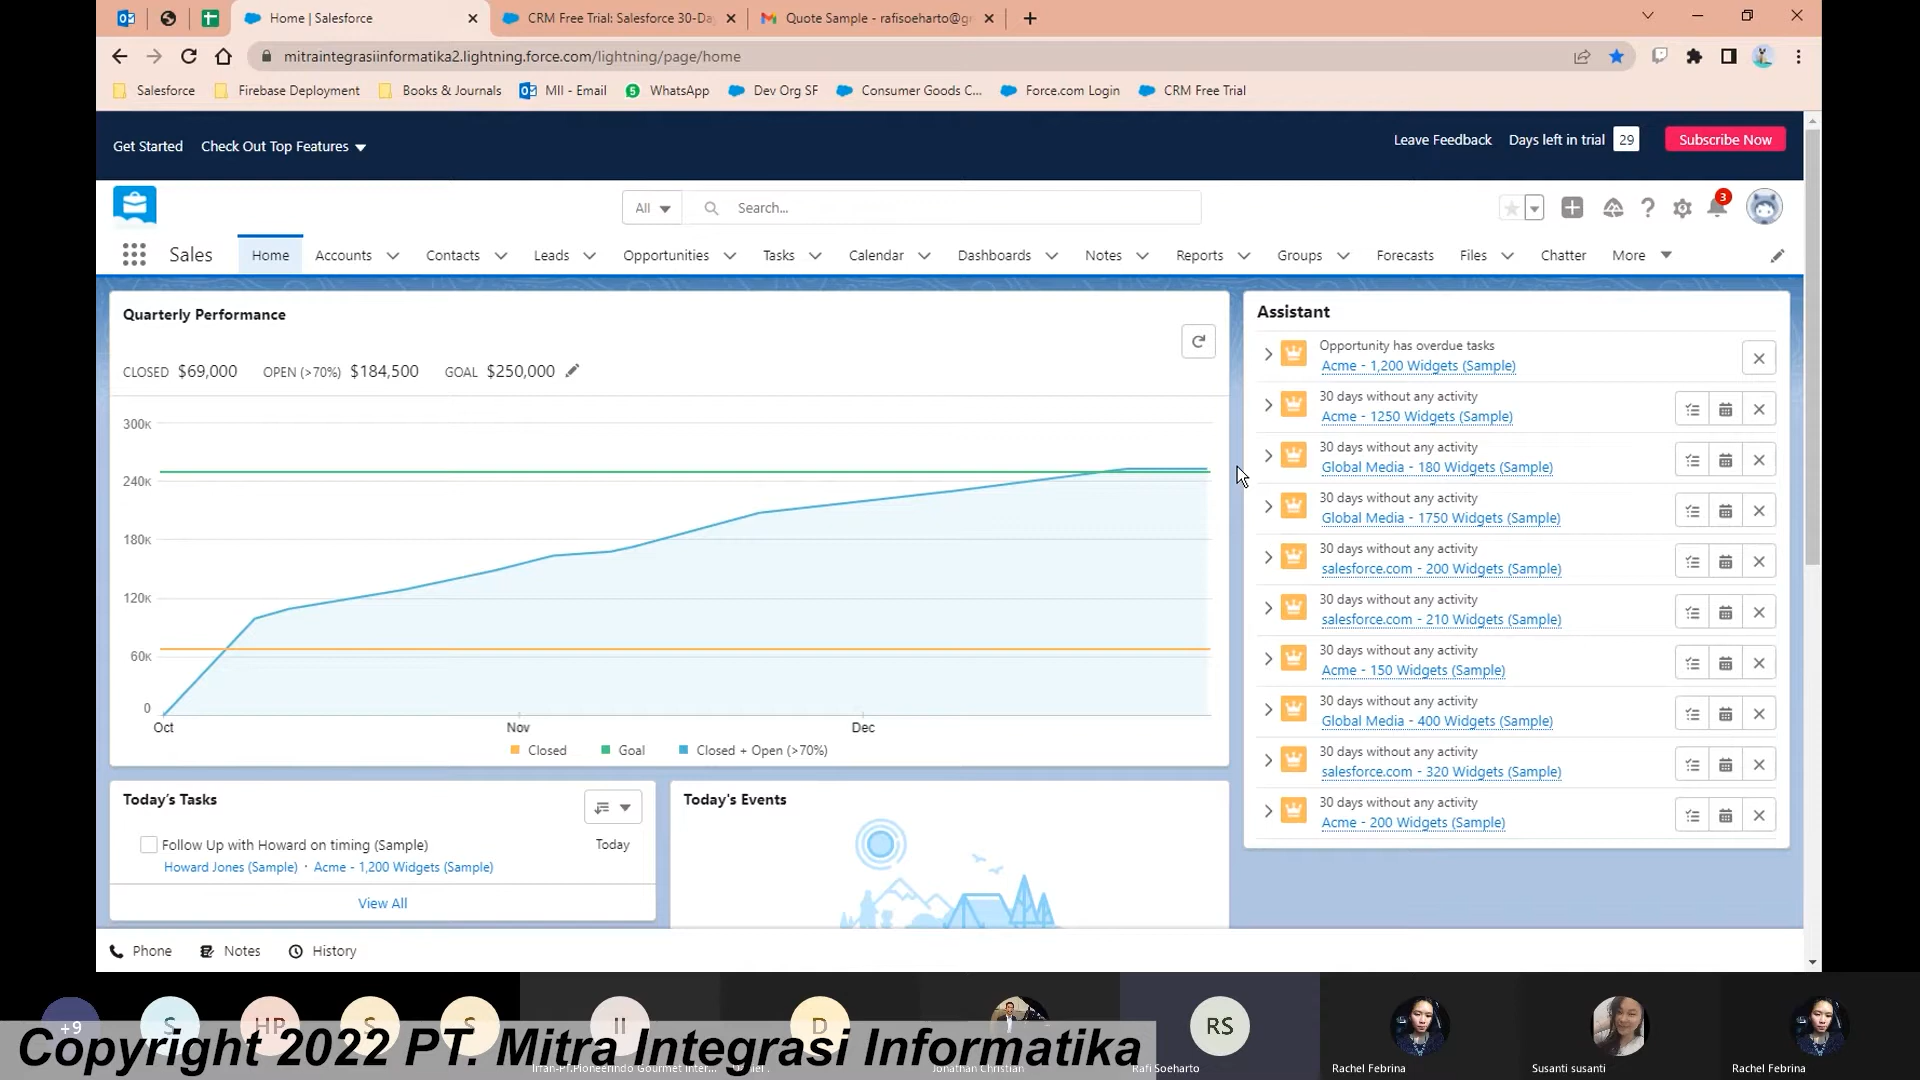 Home | Salesforce
CRM Free Trial: Salesforce 30-Da
Quote Sample - rafisoeharto@g
mitraintegrasiinformatika2.lightning.force.com/lightning/page/home
Salesforce
Firebase Deployment
Books & Journals
MII - Email
WhatsApp
Dev Org SF
Consumer Goods C...
Force.com Login
CRM Free Trial
Get Started
Check Out Top Features
Leave Feedback
Days left in trial 29
Subscribe Now
All
Search...
3
Sales
Home
Accounts
Contacts
Leads
Opportunities
Tasks
Calendar
Dashboards
Notes
Reports
Groups
Forecasts
Files
Chatter
More
Quarterly Performance
CLOSED $69,000 OPEN (>70%) $184,500 GOAL $250,000
300K
240K
180K
120K
60K
0
Oct
Nov
Dec
Closed
Goal
Closed + Open (>70%)
Assistant
Opportunity has overdue tasks
Acme - 1,200 Widgets (Sample)
30 days without any activity
Acme - 1250 Widgets (Sample)
30 days without any activity
Global Media - 180 Widgets (Sample)
30 days without any activity
Global Media - 1750 Widgets (Sample)
30 days without any activity
salesforce.com - 200 Widgets (Sample)
30 days without any activity
salesforce.com - 210 Widgets (Sample)
30 days without any activity
Acme - 150 Widgets (Sample)
30 days without any activity
Global Media - 400 Widgets (Sample)
30 days without any activity
salesforce.com - 320 Widgets (Sample)
30 days without any activity
Acme - 200 Widgets (Sample)
Today's Tasks
Follow Up with Howard on timing (Sample)
Today
Howard Jones (Sample) · Acme - 1,200 Widgets (Sample)
View All
Today's Events
Phone
Notes
History
+9
S
HP
S
S
II
D
RS
Copyright 2022 PT. Mitra Integrasi Informatika
Jonathan Christian
Rafi Soeharto
Rachel Febrina
Susanti susanti
Rachel Febrina